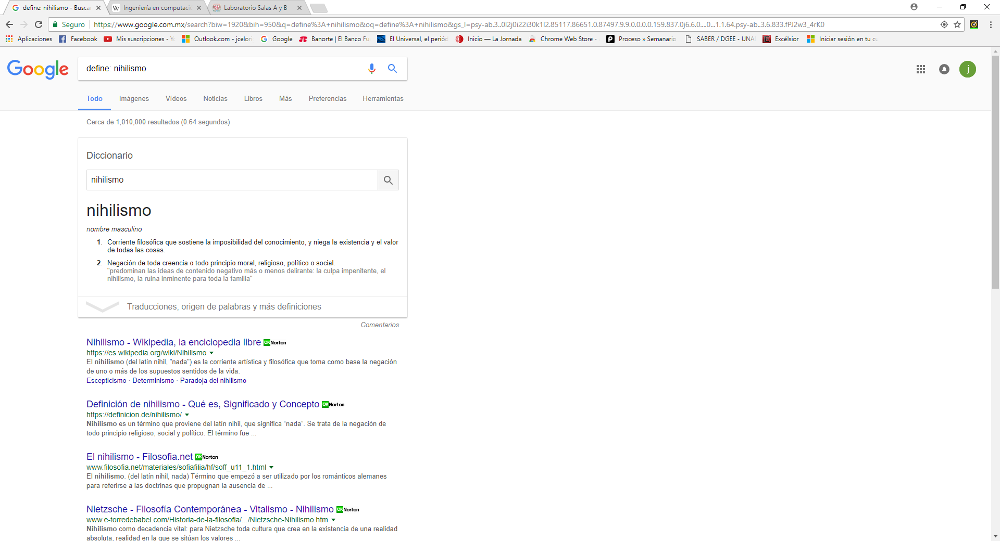 define: nihilismo - Buscar
Ingeniería en computació
Laboratorio Salas A y B
Seguro
https://www.google.com.mx/search?biw=1920&bih=950&q=define%3A+nihilismo&oq=define%3A+nihilismo&gs_l=psy-ab.3..0l2j0i22i30k1l2.85117.86651.0.87497.9.9.0.0.0.0.159.837.0j6.6.0....0...1.1.64.psy-ab..3.6.833.fPJ2w3_4rK0
Aplicaciones
Facebook
Mis suscripciones - Yo
Outlook.com - jcelori
Google
Banorte | El Banco Fu
El Universal, el periód
Inicio — La Jornada
Chrome Web Store -
Proceso » Semanario
SABER / DGEE - UNA
Excélsior
Iniciar sesión en tu cu
Google
define: nihilismo
j
Todo
Imágenes
Vídeos
Noticias
Libros
Más
Preferencias
Herramientas
Cerca de 1,010,000 resultados (0.64 segundos)
Diccionario
nihilismo
nihilismo
nombre masculino
1. Corriente filosófica que sostiene la imposibilidad del conocimiento, y niega la existencia y el valor
de todas las cosas.
2. Negación de toda creencia o todo principio moral, religioso, político o social.
"predominan las ideas de contenido negativo más o menos delirante: la culpa impenitente, el
nihilismo, la ruina inminente para toda la familia"
Traducciones, origen de palabras y más definiciones
Comentarios
Nihilismo - Wikipedia, la enciclopedia libre OK Norton
https://es.wikipedia.org/wiki/Nihilismo
El nihilismo (del latín nihil, "nada") es la corriente artística y filosófica que toma como base la negación
de uno o más de los supuestos sentidos de la vida.
Escepticismo · Determinismo · Paradoja del nihilismo
Definición de nihilismo - Qué es, Significado y Concepto OK Norton
https://definicion.de/nihilismo/
Nihilismo es un término que proviene del latín nihil, que significa “nada”. Se trata de la negación de
todo principio religioso, social y político. El término fue ...
El nihilismo - Filosofia.net OK Norton
www.filosofia.net/materiales/sofiafilia/hf/soff_u11_1.html
El nihilismo. (del latín nihil, nada) Término que empezó a ser utilizado por los románticos alemanes
para referirse a las doctrinas que propugnan la ausencia de ...
Nietzsche - Filosofía Contemporánea - Vitalismo - Nihilismo OK Norton
www.e-torredebabel.com/Historia-de-la-filosofia/.../Nietzsche-Nihilismo.htm
Nihilismo como decadencia vital: para Nietzsche toda cultura que crea en la existencia de una realidad
absoluta, realidad en la que se sitúan los valores ...